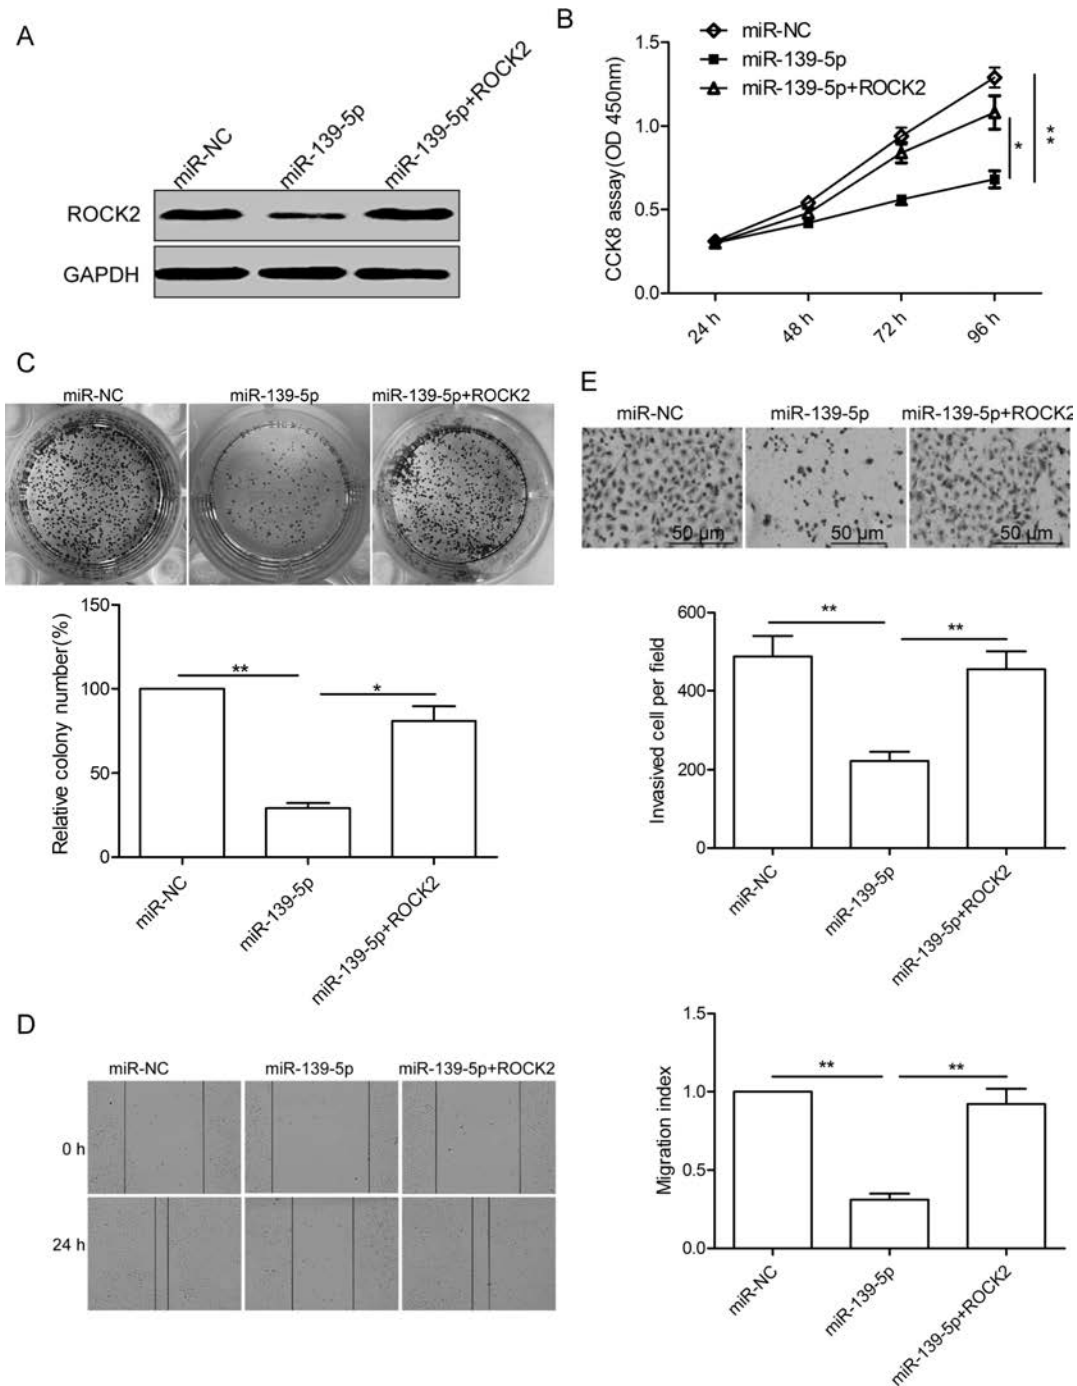 A
miR-NC
miR-139-5p
miR-139-5p+ROCK2
ROCK2
GAPDH
B
miR-NC
miR-139-5p
miR-139-5p+ROCK2
CCK8 assay(OD 450nm)
1.5
1.0
0.5
0.0
24 h
48 h
72 h
96 h
*
**
C
miR-NC
miR-139-5p
miR-139-5p+ROCK2
Relative colony number(%)
150
100
50
0
**
*
miR-NC
miR-139-5p
miR-139-5p+ROCK2
E
miR-NC
miR-139-5p
miR-139-5p+ROCK2
50 µm
50 µm
50 µm
Invasived cell per field
600
400
200
0
**
**
miR-NC
miR-139-5p
miR-139-5p+ROCK2
D
miR-NC
miR-139-5p
miR-139-5p+ROCK2
0 h
24 h
Migration index
1.5
1.0
0.5
0.0
**
**
miR-NC
miR-139-5p
miR-139-5p+ROCK2